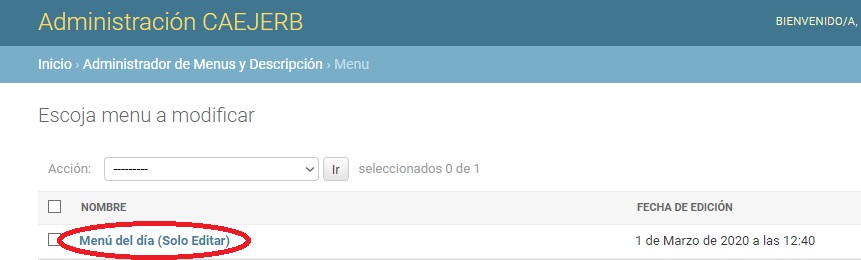 Administración CAEJERB
BIENVENIDO/A,
Inicio › Administrador de Menus y Descripción › Menu
Escoja menu a modificar
Acción: --------- Ir seleccionados 0 de 1
NOMBRE FECHA DE EDICIÓN
Menú del día (Solo Editar) 1 de Marzo de 2020 a las 12:40